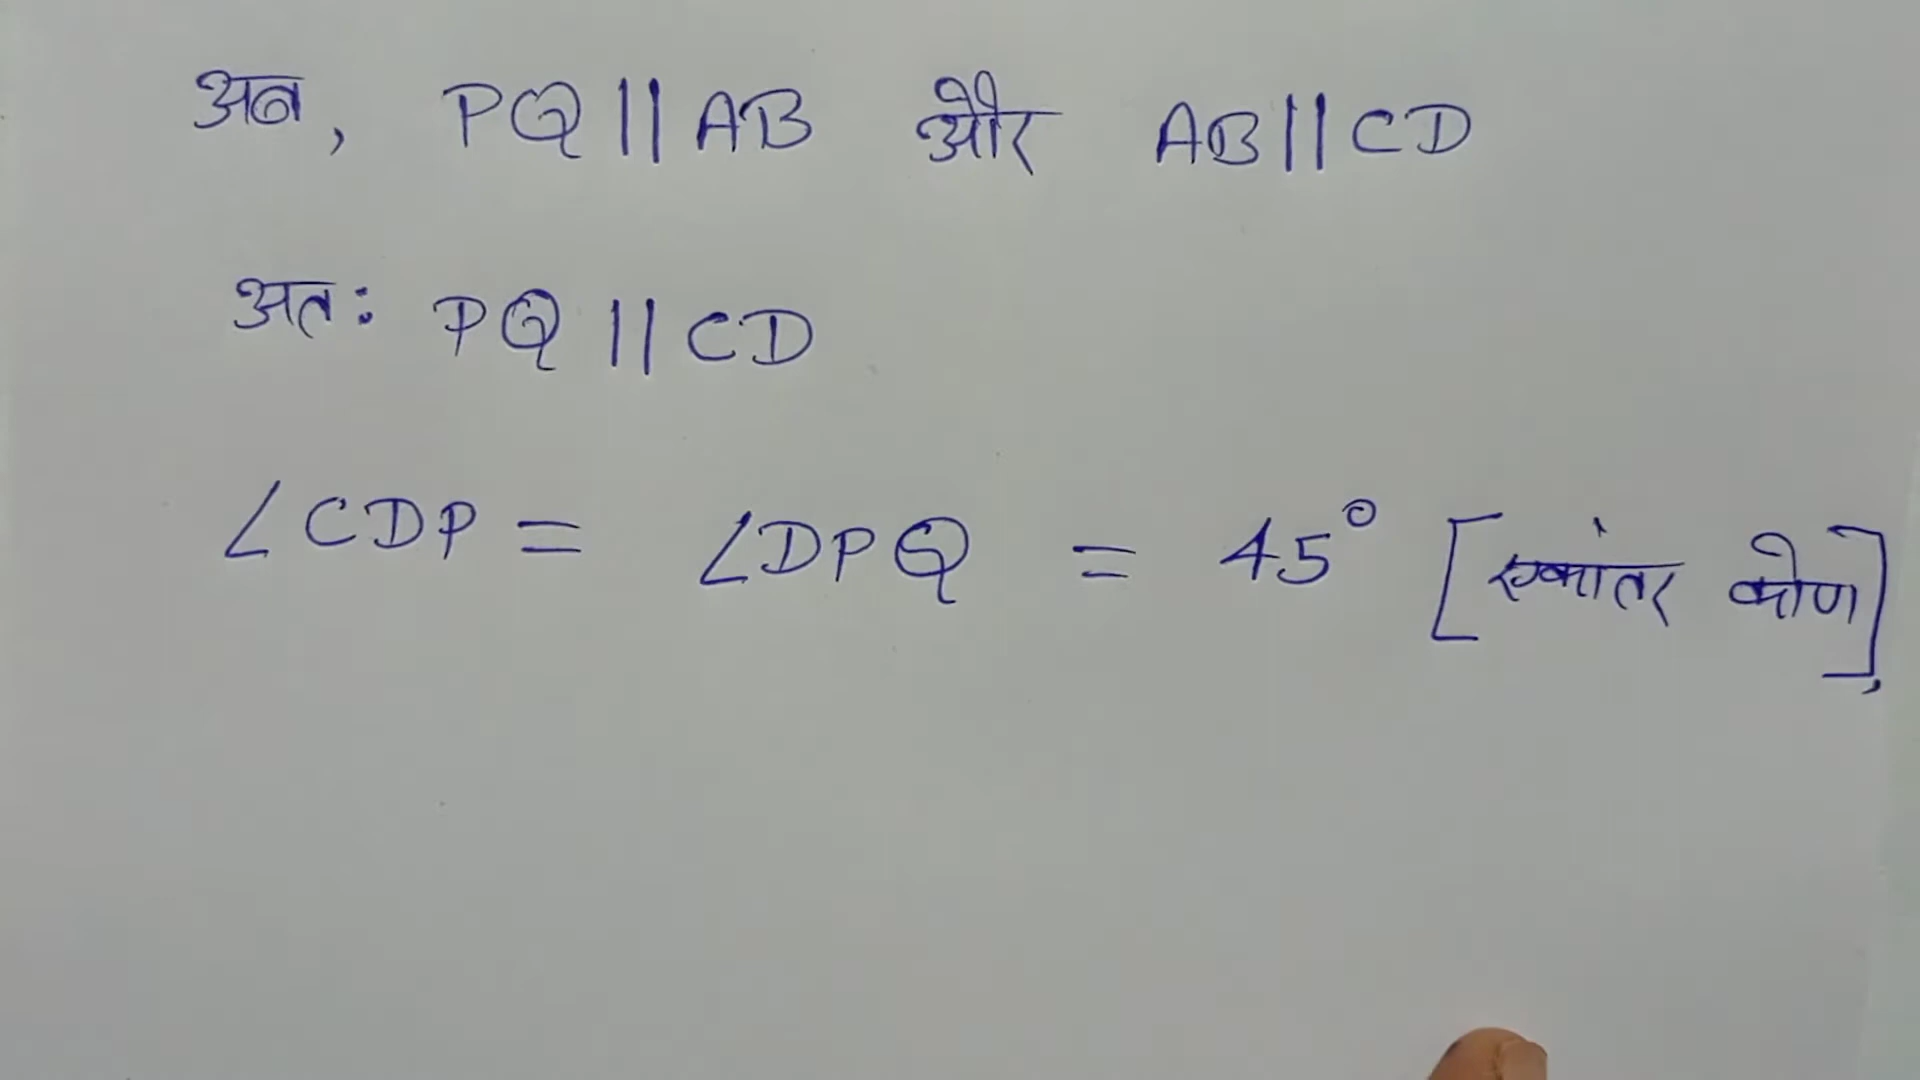 अब, PQ || AB और AB || CD
अतः PQ || CD
∠CDP = ∠DPQ = 45° [एकांतर कोण]